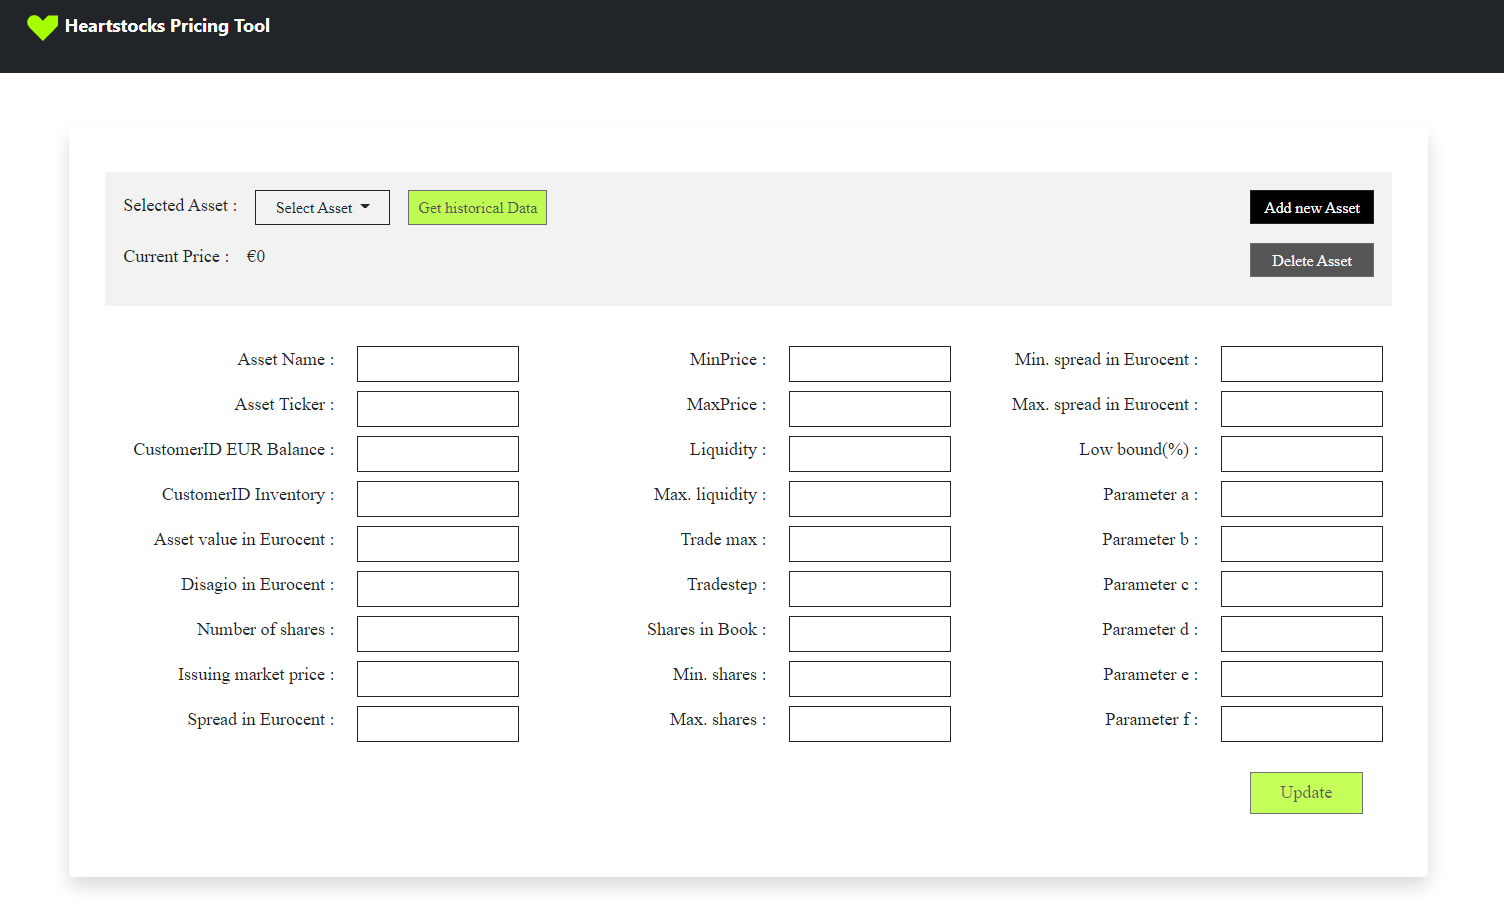 Heartstocks Pricing Tool
Selected Asset : Select Asset Get historical Data Add new Asset
Current Price : €0 Delete Asset
Asset Name : MinPrice : Min. spread in Eurocent :
Asset Ticker : MaxPrice : Max. spread in Eurocent :
CustomerID EUR Balance : Liquidity : Low bound(%) :
CustomerID Inventory : Max. liquidity : Parameter a :
Asset value in Eurocent : Trade max : Parameter b :
Disagio in Eurocent : Tradestep : Parameter c :
Number of shares : Shares in Book : Parameter d :
Issuing market price : Min. shares : Parameter e :
Spread in Eurocent : Max. shares : Parameter f :
Update